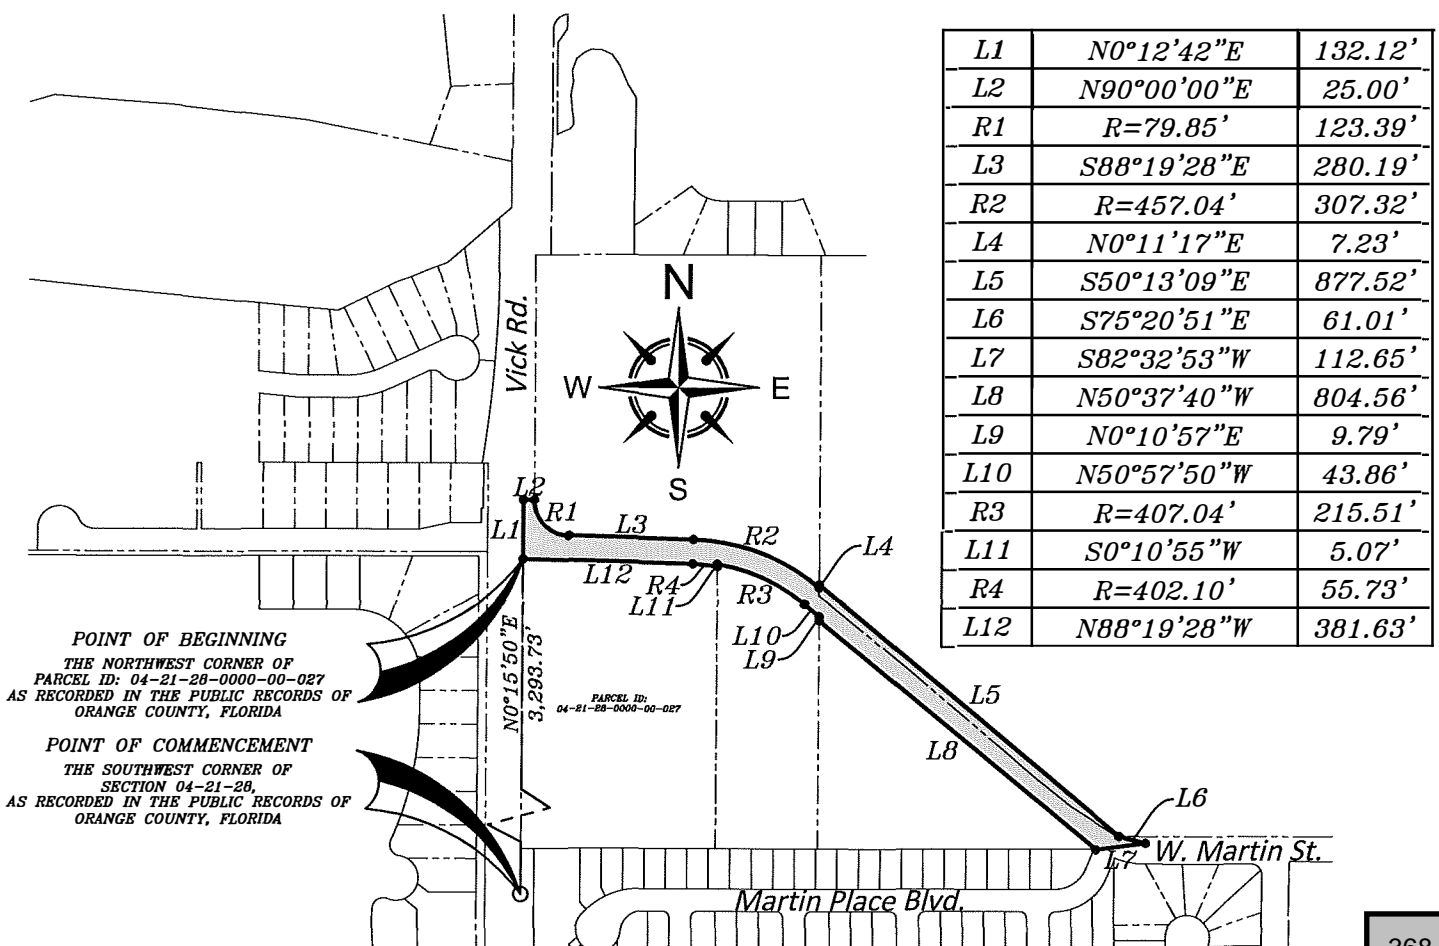 L1 N0°12'42"E 132.12'
L2 N90°00'00"E 25.00'
R1 R=79.85' 123.39'
L3 S88°19'28"E 280.19'
R2 R=457.04' 307.32'
L4 N0°11'17"E 7.23'
L5 S50°13'09"E 877.52'
L6 S75°20'51"E 61.01'
L7 S82°32'53"W 112.65'
L8 N50°37'40"W 804.56'
L9 N0°10'57"E 9.79'
L10 N50°57'50"W 43.86'
R3 R=407.04' 215.51'
L11 S0°10'55"W 5.07'
R4 R=402.10' 55.73'
L12 N88°19'28"W 381.63'
N
W E
S
Vick Rd.
L2
L1
R1
L3
R2
L4
L12
R4
L11
R3
L10
L9
L5
L8
L6
L7
W. Martin St.
Martin Place Blvd.
N0°15'50"E
3,293.73'
PARCEL ID:
04-21-28-0000-00-027
POINT OF BEGINNING
THE NORTHWEST CORNER OF
PARCEL ID: 04-21-28-0000-00-027
AS RECORDED IN THE PUBLIC RECORDS OF
ORANGE COUNTY, FLORIDA
POINT OF COMMENCEMENT
THE SOUTHWEST CORNER OF
SECTION 04-21-28,
AS RECORDED IN THE PUBLIC RECORDS OF
ORANGE COUNTY, FLORIDA
268